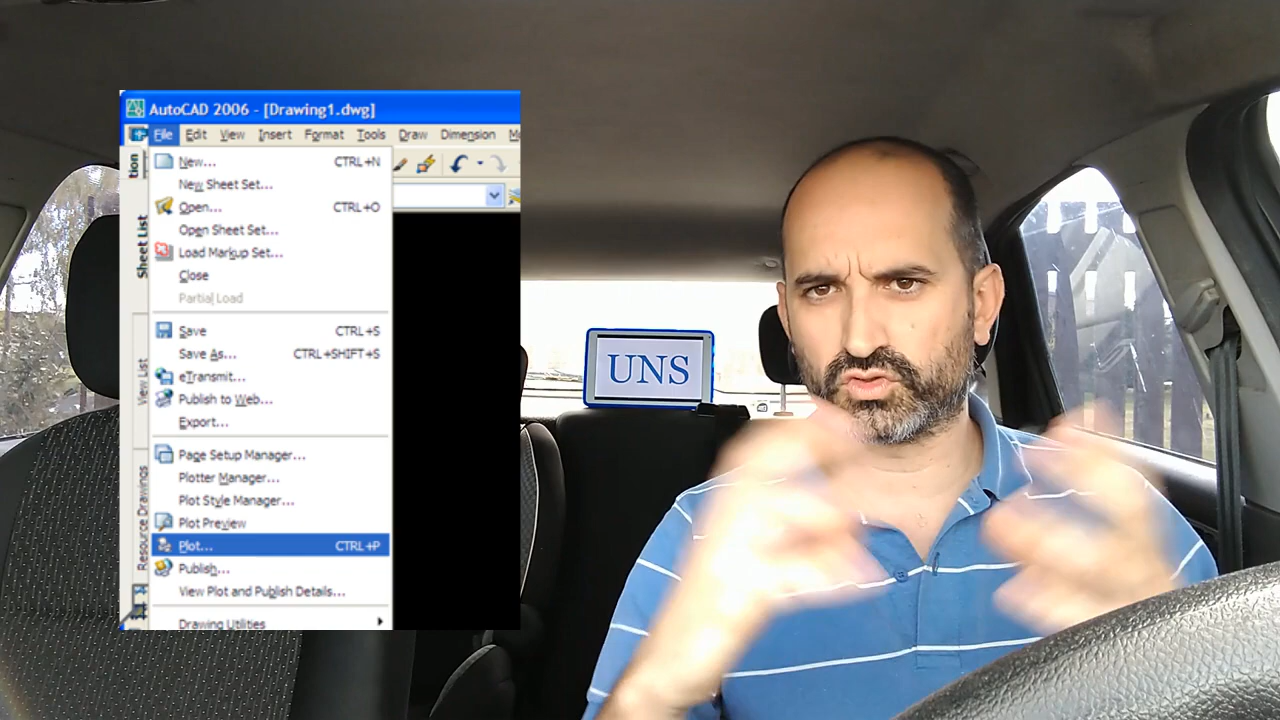 AutoCAD 2006 - [Drawing1.dwg]
File Edit View Insert Format Tools Draw Dimension
New... CTRL+N
New Sheet Set...
Open... CTRL+O
Open Sheet Set...
Load Markup Set...
Close
Partial Load
Save CTRL+S
Save As... CTRL+SHIFT+S
eTransmit...
Publish to Web...
Export...
Page Setup Manager...
Plotter Manager...
Plot Style Manager...
Plot Preview
Plot... CTRL+P
Publish...
View Plot and Publish Details...
Drawing Utilities
tion
Sheet List
View List
Resource Drawings
UNS